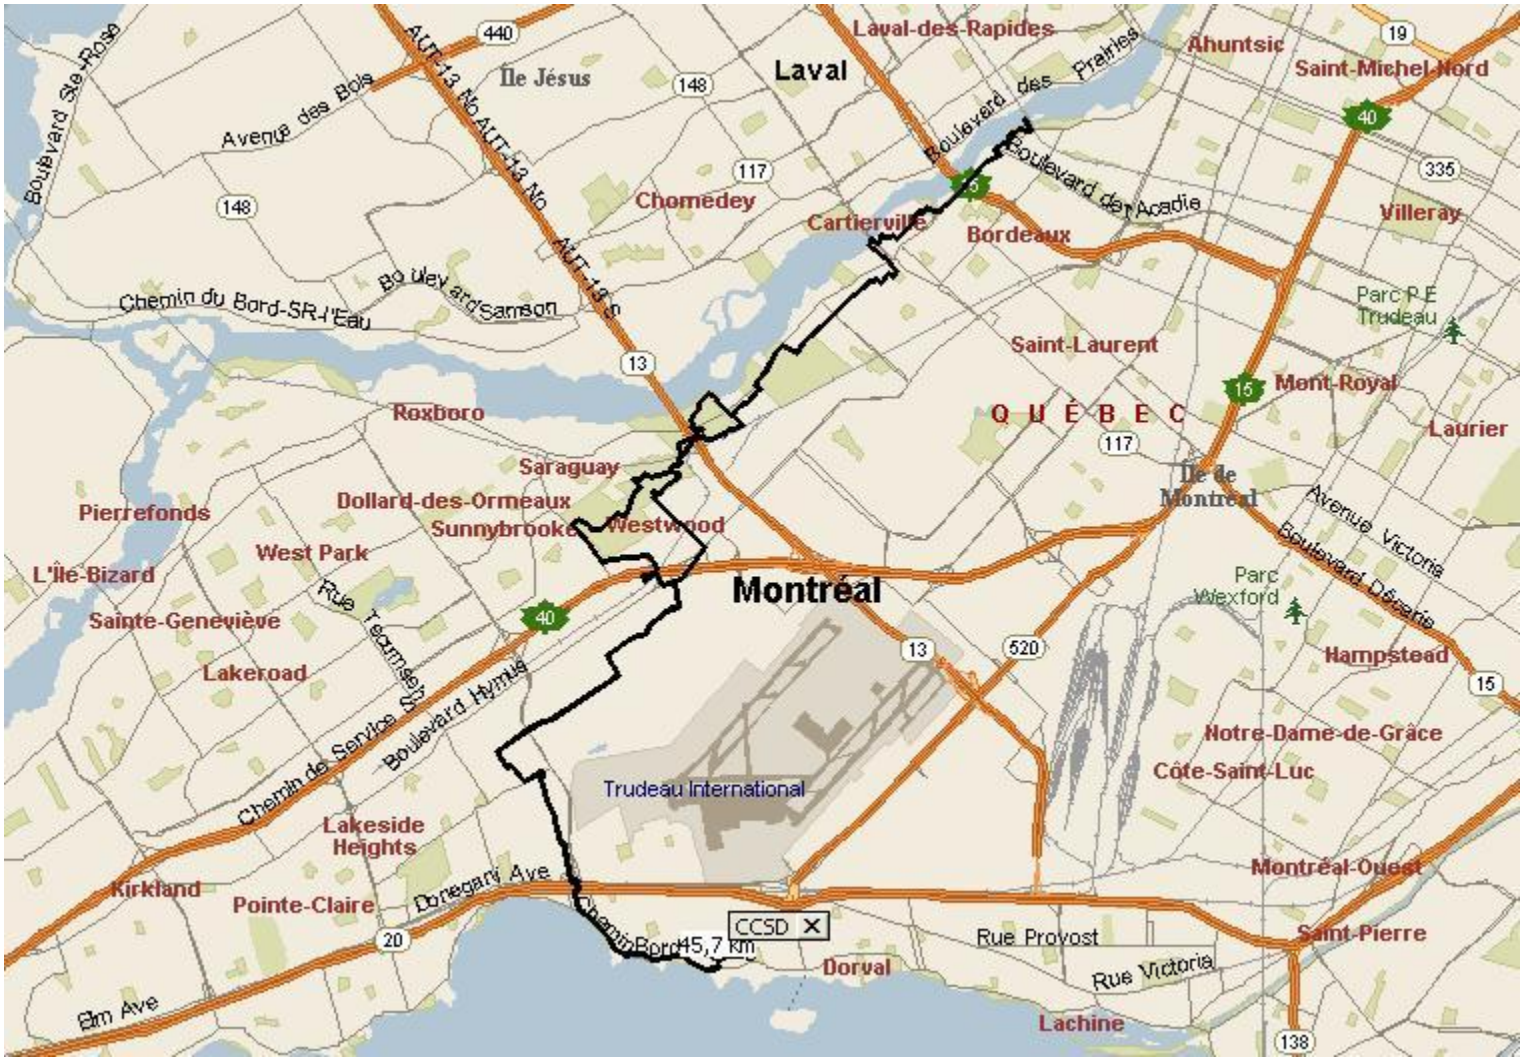 440
19
Laval-des-Rapides
Ahuntsic
AUT-13 No
Île Jésus
Laval
Saint-Michel-Nord
148
Boulevard des Prairies
Boulevard Ste-Rose
Avenue des Bois
AUT-13 No
40
117
335
Chomedey
148
15
Boulevard de l'Acadie
Cartierville
Bordeaux
Villeray
AUT-13 S
Boulevard Samson
Chemin du Bord-SR-l'Eau
Parc P E
Trudeau
Saint-Laurent
13
15
Mont-Royal
Roxboro
QUÉBEC
117
Laurier
Saraguay
Île de
Montréal
Dollard-des-Ormeaux
Pierrefonds
Sunnybrooke
Westwood
Avenue Victoria
West Park
Boulevard Décarie
L'Île-Bizard
Montréal
Parc
Wexford
Rue Tecumseh
Sainte-Geneviève
40
13
520
Hampstead
Lakeroad
15
Chemin de Service S
Boulevard Hymus
Notre-Dame-de-Grâce
Côte-Saint-Luc
Trudeau International
Lakeside
Heights
Montréal-Ouest
Kirkland
Donegani Ave
Pointe-Claire
CCSD X
20
Chemin Bord
45,7 km
Rue Provost
Saint-Pierre
Dorval
Rue Victoria
Elm Ave
Lachine
138